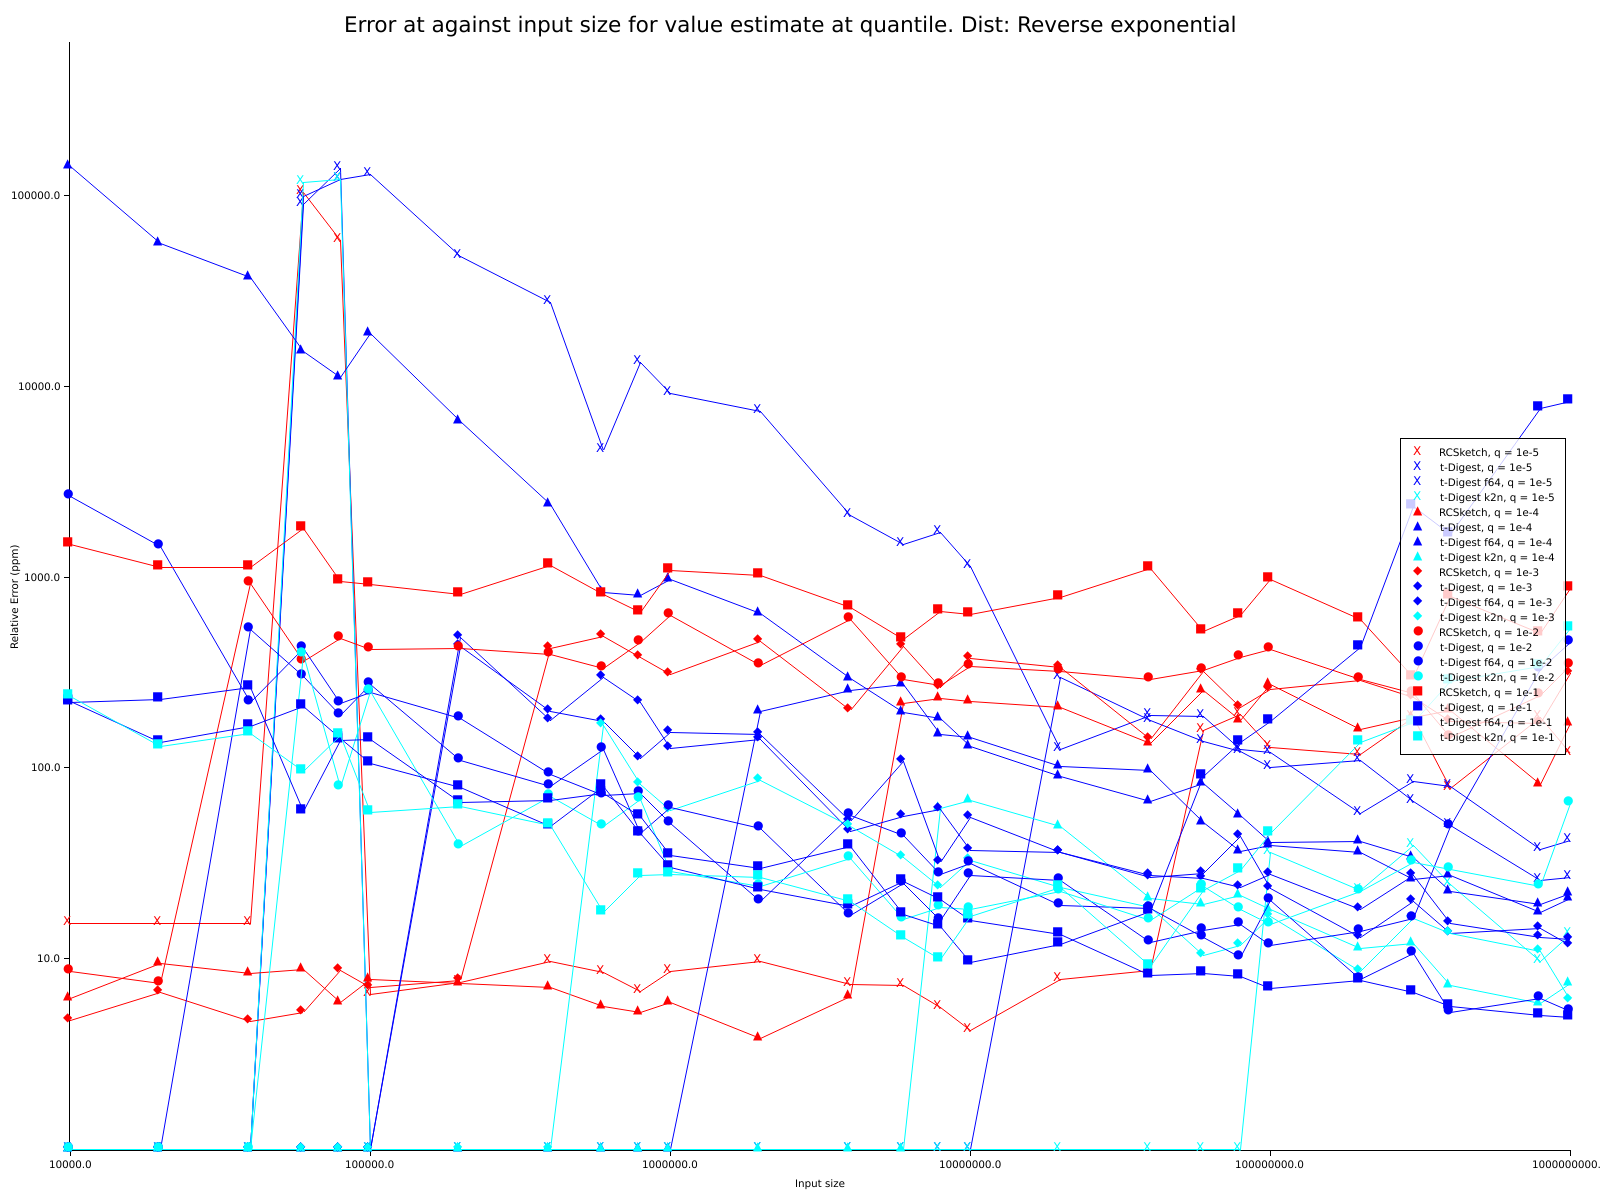 Error at against input size for value estimate at quantile. Dist: Reverse exponential
100000.0
10000.0
1000.0
100.0
10.0
Relative Error (ppm)
RCSketch, q = 1e-5
t-Digest, q = 1e-5
t-Digest f64, q = 1e-5
t-Digest k2n, q = 1e-5
RCSketch, q = 1e-4
t-Digest, q = 1e-4
t-Digest f64, q = 1e-4
t-Digest k2n, q = 1e-4
RCSketch, q = 1e-3
t-Digest, q = 1e-3
t-Digest f64, q = 1e-3
t-Digest k2n, q = 1e-3
RCSketch, q = 1e-2
t-Digest, q = 1e-2
t-Digest f64, q = 1e-2
t-Digest k2n, q = 1e-2
RCSketch, q = 1e-1
t-Digest, q = 1e-1
t-Digest f64, q = 1e-1
t-Digest k2n, q = 1e-1
10000.0 100000.0 1000000.0 10000000.0 100000000.0 1000000000.
Input size